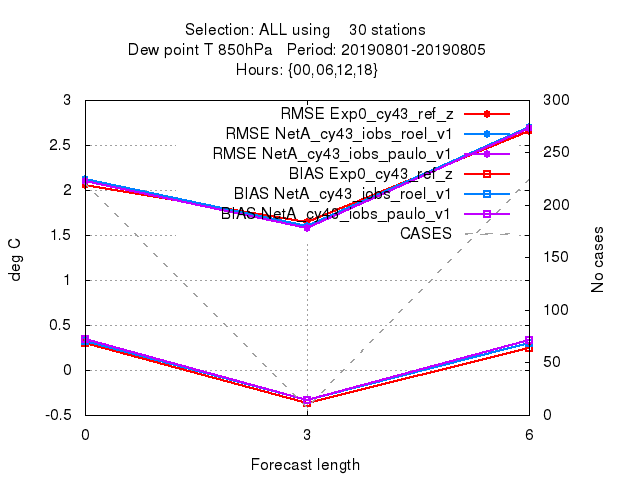 Selection: ALL using    30 stations
Dew point T 850hPa   Period: 20190801-20190805
Hours: {00,06,12,18}
3
300
RMSE Exp0_cy43_ref_z
2.5
RMSE NetA_cy43_iobs_roel_v1
250
RMSE NetA_cy43_iobs_paulo_v1
BIAS Exp0_cy43_ref_z
2
BIAS NetA_cy43_iobs_roel_v1
200
BIAS NetA_cy43_iobs_paulo_v1
1.5
CASES
150
deg C
No cases
1
100
0.5
50
0
-0.5
0
0
3
6
Forecast length